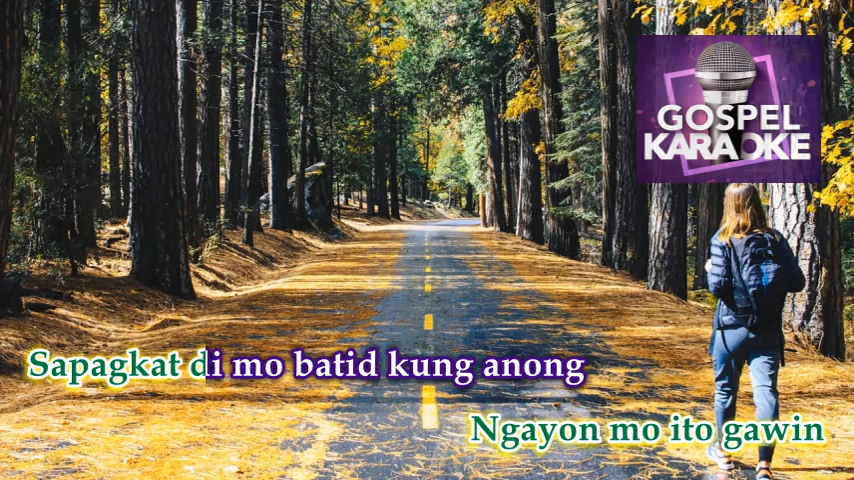 GOSPEL
KARAOKE
Sapagkat di mo batid kung anong
Ngayon mo ito gawin